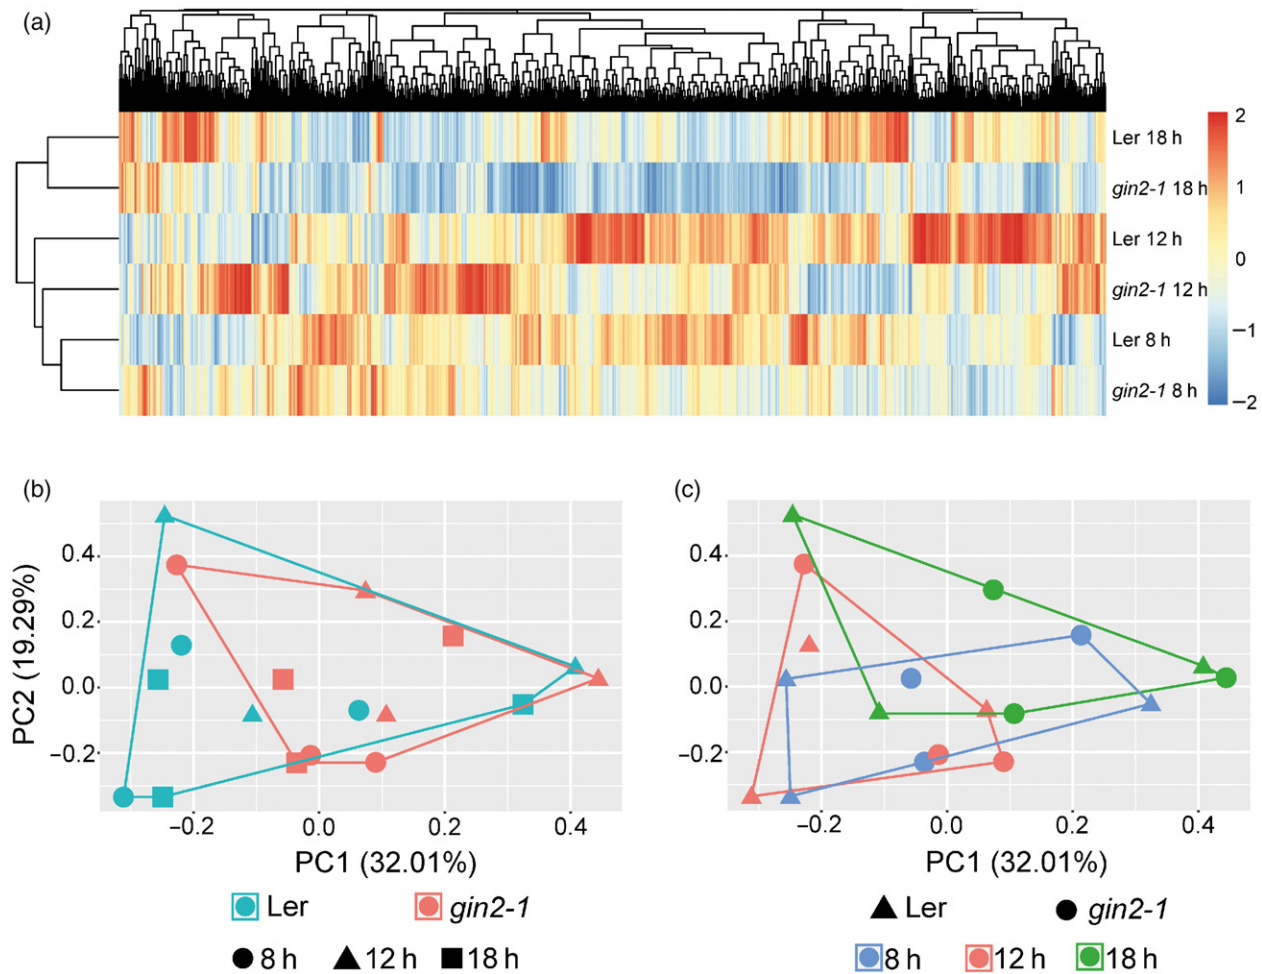 (a)
Ler 18 h
gin2-1 18 h
Ler 12 h
gin2-1 12 h
Ler 8 h
gin2-1 8 h
2
1
0
−1
−2
(b)
PC2 (19.29%)
0.4
0.2
0.0
−0.2
−0.2
0.0
0.2
0.4
PC1 (32.01%)
Ler
gin2-1
8 h
12 h
18 h
(c)
0.4
0.2
0.0
−0.2
−0.2
0.0
0.2
0.4
PC1 (32.01%)
Ler
gin2-1
8 h
12 h
18 h